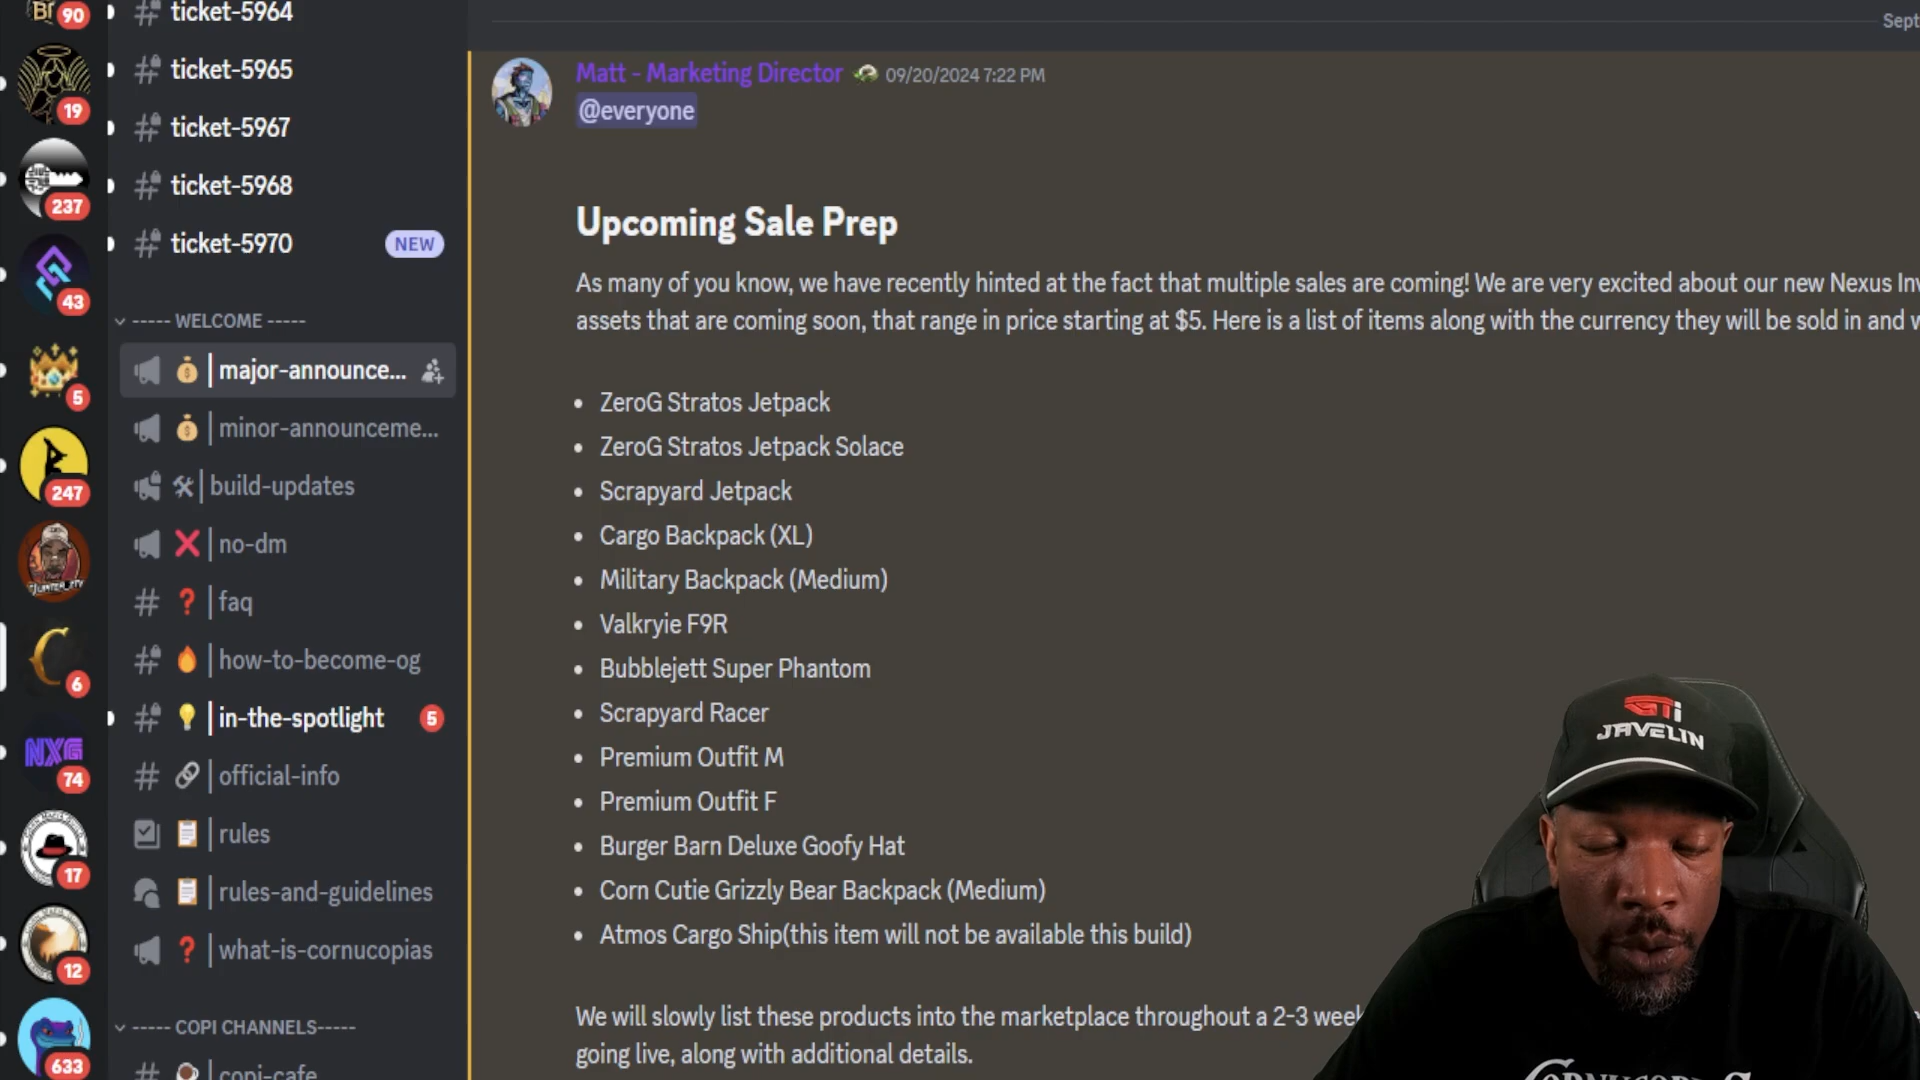 90
19
237
43
5
247
6
NXG
74
17
12
633
ticket-5964
ticket-5965
ticket-5967
ticket-5968
ticket-5970
NEW
----- WELCOME -----
major-announce...
minor-announceme...
build-updates
no-dm
faq
how-to-become-og
in-the-spotlight
5
official-info
rules
rules-and-guidelines
what-is-cornucopias
----- COPI CHANNELS-----
copi-cafe
Sept
Matt - Marketing Director 09/20/2024 7:22 PM
@everyone
Upcoming Sale Prep
As many of you know, we have recently hinted at the fact that multiple sales are coming! We are very excited about our new Nexus Inv
assets that are coming soon, that range in price starting at $5. Here is a list of items along with the currency they will be sold in and w
• ZeroG Stratos Jetpack
• ZeroG Stratos Jetpack Solace
• Scrapyard Jetpack
• Cargo Backpack (XL)
• Military Backpack (Medium)
• Valkryie F9R
• Bubblejett Super Phantom
• Scrapyard Racer
• Premium Outfit M
• Premium Outfit F
• Burger Barn Deluxe Goofy Hat
• Corn Cutie Grizzly Bear Backpack (Medium)
• Atmos Cargo Ship(this item will not be available this build)
We will slowly list these products into the marketplace throughout a 2-3 week
going live, along with additional details.
GTi
JAVELIN